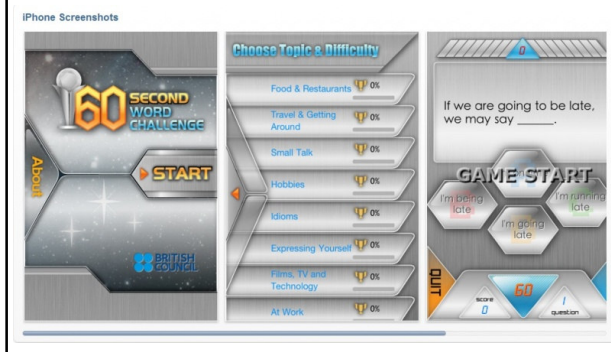 iPhone Screenshots
60 SECOND
WORD
CHALLENGE
About
START
BRITISH
COUNCIL
Choose Topic & Difficulty
Food & Restaurants 0%
Travel & Getting
Around 0%
Small Talk 0%
Hobbies 0%
Idioms 0%
Expressing Yourself 0%
Films, TV and
Technology 0%
At Work 0%
0
If we are going to be late,
we may say _____.
GAME START
I'm being
late
I'm running
late
I'm going
late
QUIT
score
0
60
1
question